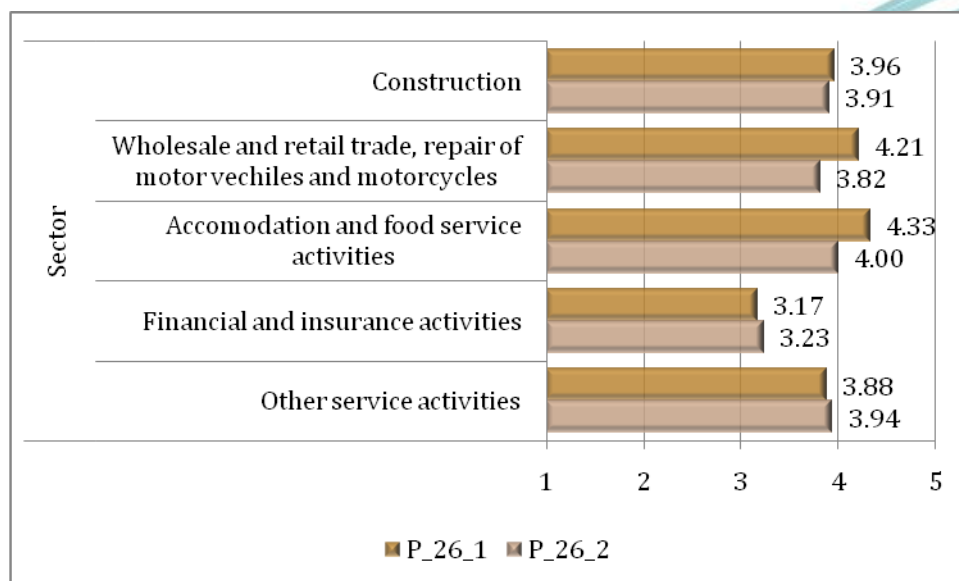 Sector
Construction
3.96
3.91
Wholesale and retail trade, repair of
motor vechiles and motorcycles
4.21
3.82
Accomodation and food service
activities
4.33
4.00
Financial and insurance activities
3.17
3.23
Other service activities
3.88
3.94
1 2 3 4 5
P_26_1 P_26_2